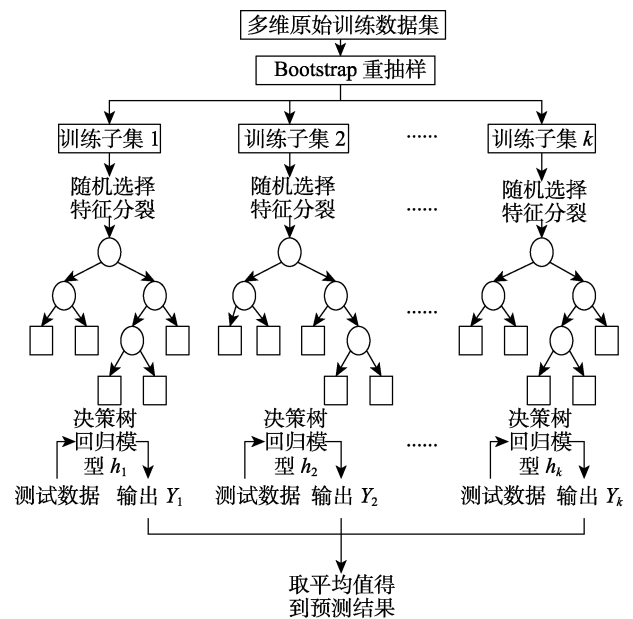 多维原始训练数据集
Bootstrap 重抽样
训练子集 1
训练子集 2
……
训练子集 k
随机选择
特征分裂
随机选择
特征分裂
……
随机选择
特征分裂
……
决策树
回归模
型 h₁
决策树
回归模
型 h₂
……
决策树
回归模
型 hₖ
测试数据 输出 Y₁
测试数据 输出 Y₂
测试数据 输出 Yₖ
取平均值得
到预测结果